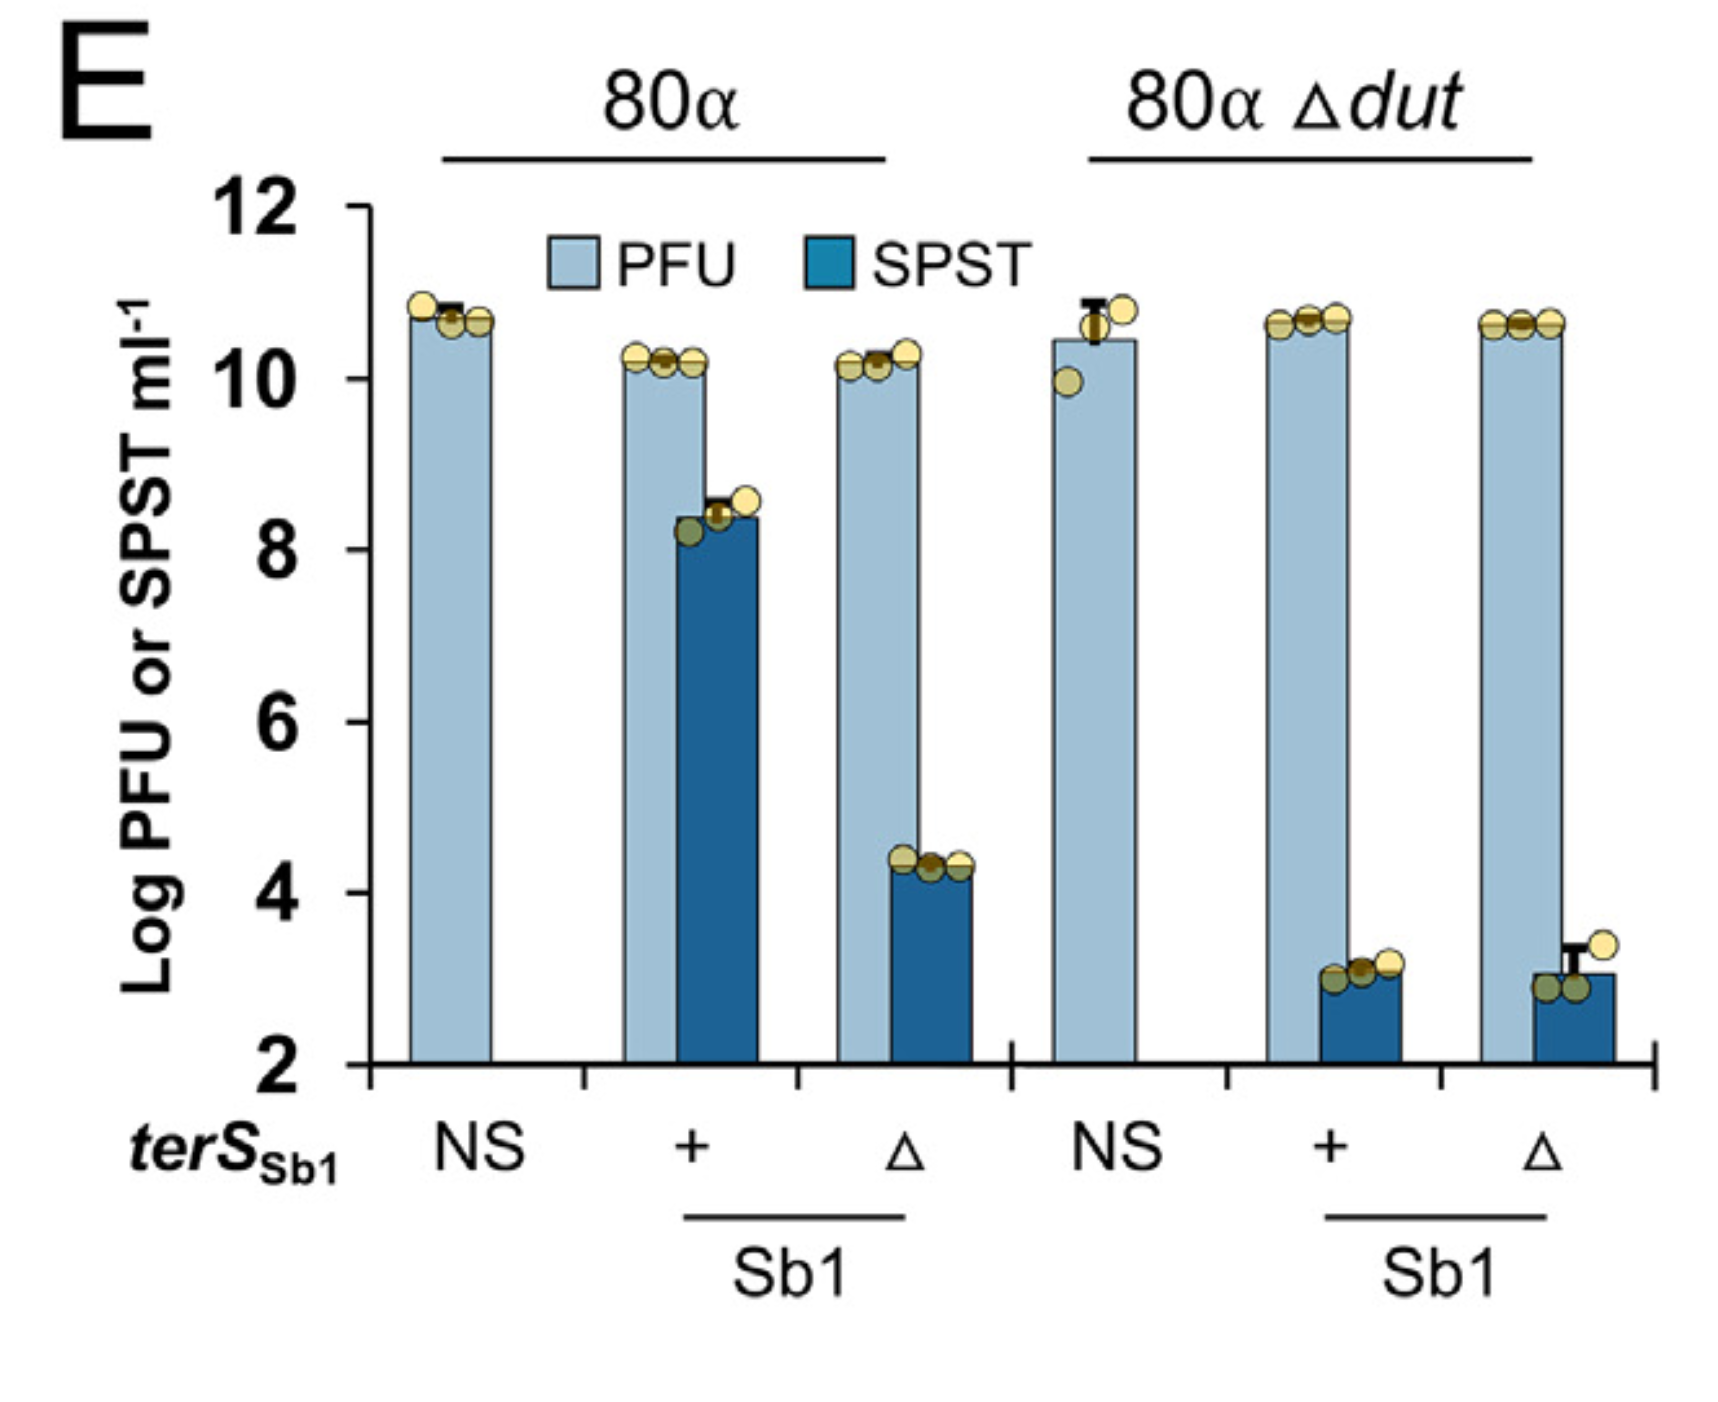 E
80α 80α Δdut
12
PFU SPST
10
8
6
4
2
Log PFU or SPST ml-1
terSSb1 NS + Δ NS + Δ
Sb1 Sb1